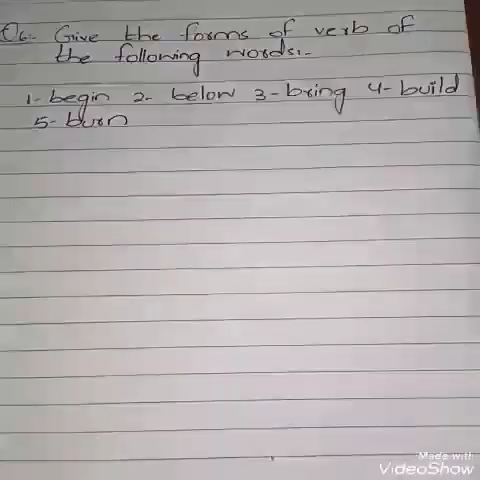 Q6:- Give the forms of verb of
the following words:-
1- begin 2- below 3- bring 4- build
5- burn
Made with
VideoShow